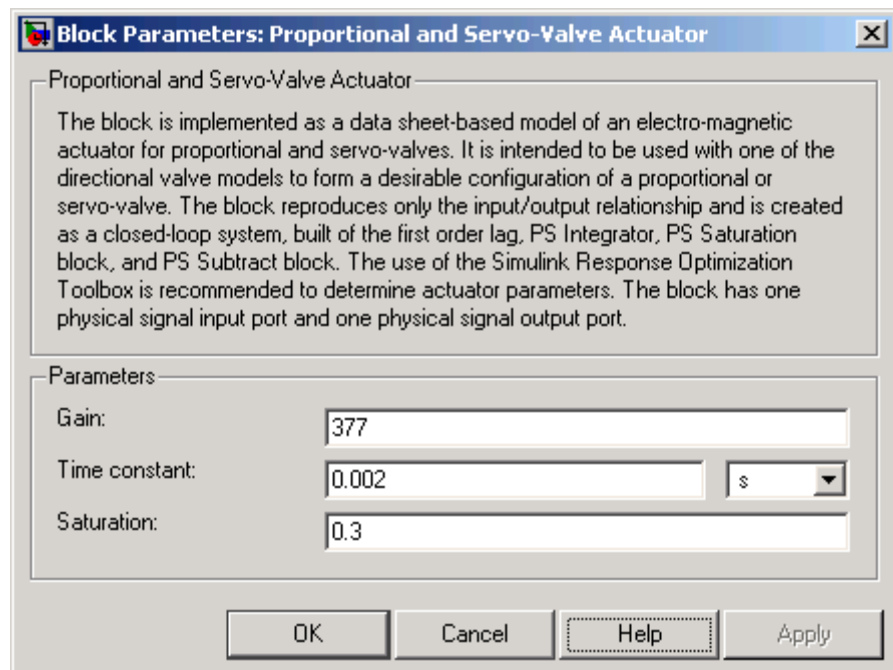 Block Parameters: Proportional and Servo-Valve Actuator
Proportional and Servo-Valve Actuator
The block is implemented as a data sheet-based model of an electro-magnetic
actuator for proportional and servo-valves. It is intended to be used with one of the
directional valve models to form a desirable configuration of a proportional or
servo-valve. The block reproduces only the input/output relationship and is created
as a closed-loop system, built of the first order lag, PS Integrator, PS Saturation
block, and PS Subtract block. The use of the Simulink Response Optimization
Toolbox is recommended to determine actuator parameters. The block has one
physical signal input port and one physical signal output port.
Parameters
Gain: 377
Time constant: 0.002 s
Saturation: 0.3
OK Cancel Help Apply